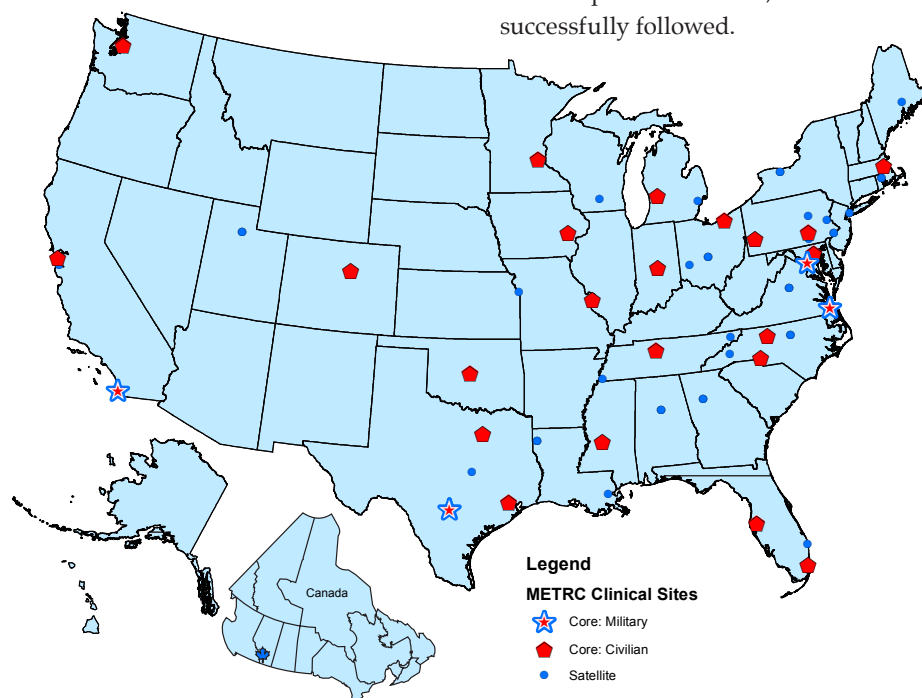 successfully followed.
Canada
Legend
METRC Clinical Sites
Core: Military
Core: Civilian
Satellite